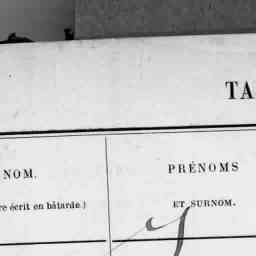 TA
NOM.
PRÉNOMS
re écrit en bâtarde.)
ET SURNOM.